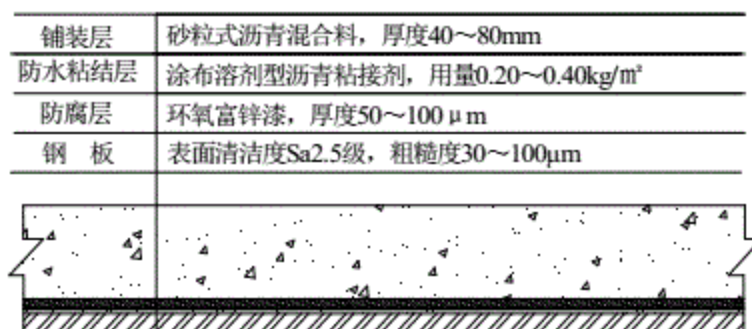 铺装层 砂粒式沥青混合料，厚度40～80mm
防水粘结层 涂布溶剂型沥青粘接剂，用量0.20～0.40kg/㎡
防腐层 环氧富锌漆，厚度50～100μm
钢 板 表面清洁度Sa2.5级，粗糙度30～100μm